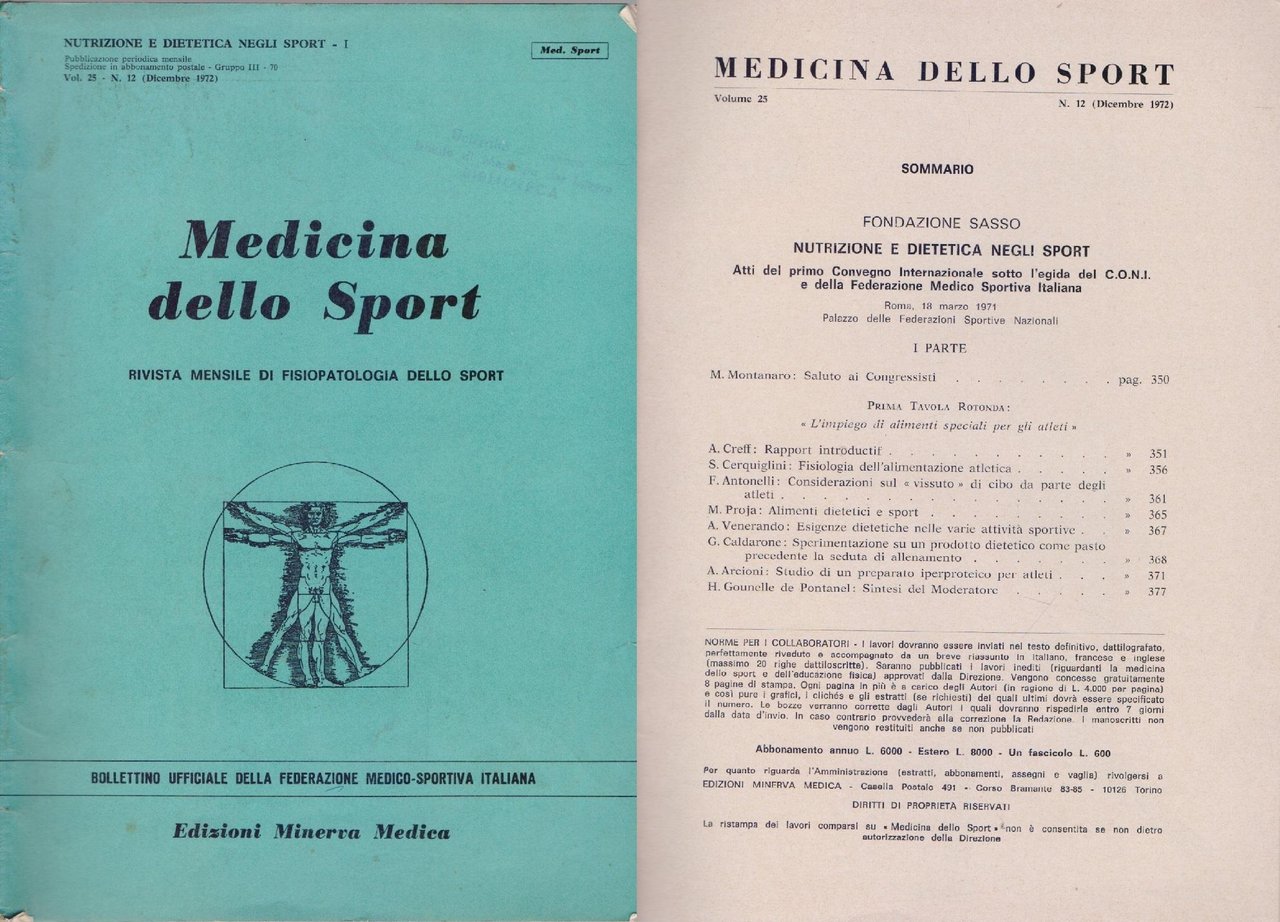 NUTRIZIONE E DIETETICA NEGLI SPORT - I
Pubblicazione periodica mensile
Spedizione in abbonamento postale - Gruppo III - 70
Vol. 25 - N. 12 (Dicembre 1972)
Med. Sport
Medicina
dello Sport
RIVISTA MENSILE DI FISIOPATOLOGIA DELLO SPORT
BOLLETTINO UFFICIALE DELLA FEDERAZIONE MEDICO-SPORTIVA ITALIANA
Edizioni Minerva Medica
MEDICINA DELLO SPORT
Volume 25 N. 12 (Dicembre 1972)
SOMMARIO
FONDAZIONE SASSO
NUTRIZIONE E DIETETICA NEGLI SPORT
Atti del primo Convegno Internazionale sotto l'egida del C.O.N.I.
e della Federazione Medico Sportiva Italiana
Roma, 18 marzo 1971
Palazzo delle Federazioni Sportive Nazionali
I PARTE
M. Montanaro: Saluto ai Congressisti . . . . . . . . pag. 350
PRIMA TAVOLA ROTONDA:
« L'impiego di alimenti speciali per gli atleti »
A. Creff: Rapport introductif . . . . . . . . . . . » 351
S. Cerquiglini: Fisiologia dell'alimentazione atletica . . . . . » 356
F. Antonelli: Considerazioni sul « vissuto » di cibo da parte degli
atleti . . . . . . . . . . . . . . . . . » 361
M. Proja: Alimenti dietetici e sport . . . . . . . . . » 365
A. Venerando: Esigenze dietetiche nelle varie attività sportive . . » 367
G. Caldarone: Sperimentazione su un prodotto dietetico come pasto
precedente la seduta di allenamento . . . . . . . » 368
A. Arcioni: Studio di un preparato iperproteico per atleti . . . » 371
H. Gounelle de Pontanel: Sintesi del Moderatore . . . . . » 377
NORME PER I COLLABORATORI - I lavori dovranno essere inviati nel testo definitivo, dattilografato,
perfettamente riveduto e accompagnato da un breve riassunto in italiano, francese e inglese
(massimo 20 righe dattiloscritte). Saranno pubblicati i lavori inediti (riguardanti la medicina
dello sport e dell'educazione fisica) approvati dalla Direzione. Vengono concesse gratuitamente
8 pagine di stampa. Ogni pagina in più è a carico degli Autori (in ragione di L. 4.000 per pagina)
e così pure i grafici, i clichés e gli estratti (se richiesti) dei quali ultimi dovrà essere specificato
il numero. Le bozze verranno corrette dagli Autori i quali dovranno rispedirle entro 7 giorni
dalla data d'invio. In caso contrario provvederà alla correzione la Redazione. I manoscritti non
vengono restituiti anche se non pubblicati
Abbonamento annuo L. 6000 - Estero L. 8000 - Un fascicolo L. 600
Per quanto riguarda l'Amministrazione (estratti, abbonamenti, assegni e vaglia) rivolgersi a
EDIZIONI MINERVA MEDICA - Casella Postale 491 - Corso Bramante 83-85 - 10126 Torino
DIRITTI DI PROPRIETÀ RISERVATI
La ristampa dei lavori comparsi su « Medicina dello Sport » non è consentita se non dietro
autorizzazione della Direzione